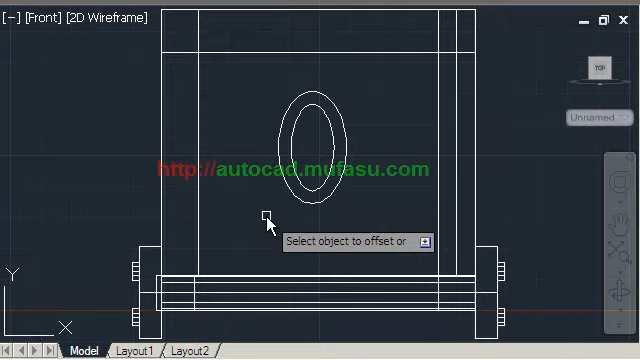 [−] [Front] [2D Wireframe]
TOP
Unnamed...
http://autocad.mufasu.com
Select object to offset or
Y
X
Model Layout1 Layout2